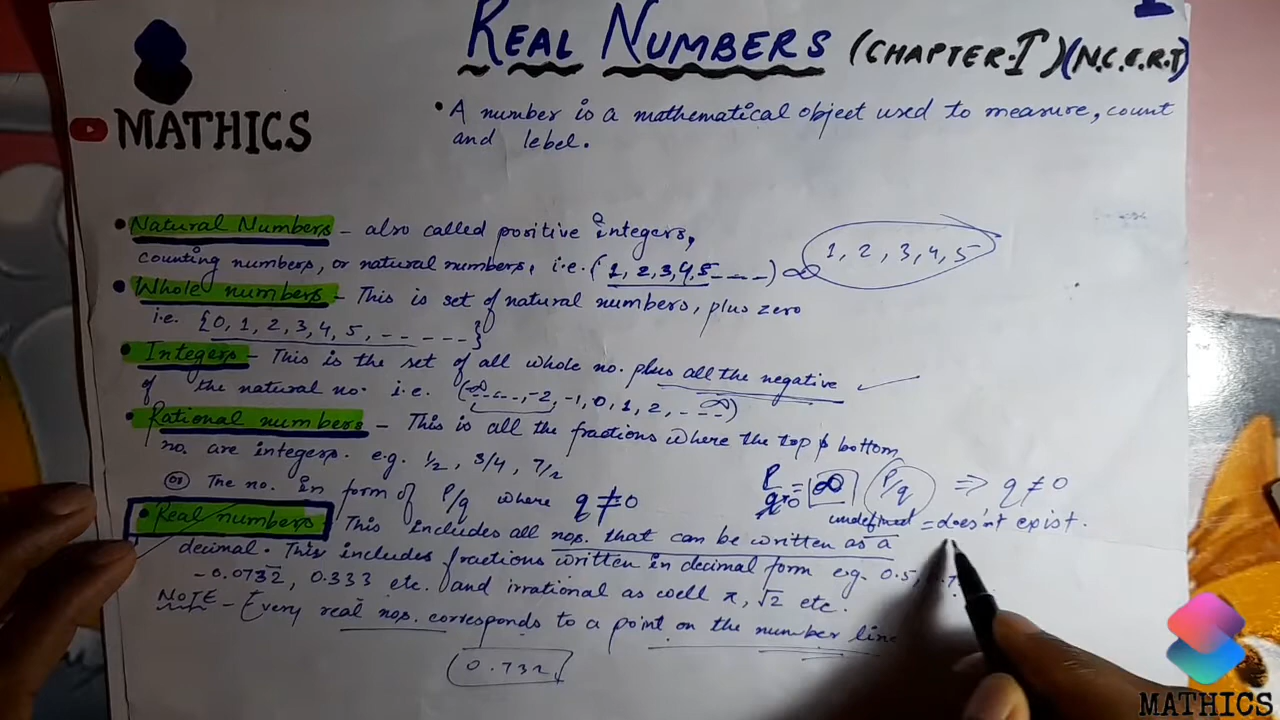 REAL NUMBERS (CHAPTER-I) (N.C.E.R.T)
MATHICS
• A number is a mathematical object used to measure, count
and lebel.
• Natural Numbers - also called positive integers,
counting numbers, or natural numbers, i.e. (1, 2, 3, 4, 5 - - - -) ∞
1, 2, 3, 4, 5
• Whole numbers - This is set of natural numbers, plus zero
i.e. {0, 1, 2, 3, 4, 5, - - - - -}
• Integers - This is the set of all whole no. plus all the negative
of the natural no. i.e. (∞ - - -, -2, -1, 0, 1, 2, - - - ∞)
• Rational numbers - This is all the fractions where the top & bottom
no. are integers. e.g. 1/2, 3/4, 7/2
(or) The no. in form of P/q where q ≠ 0
P/q=0 = ∞ P/q ⇒ q ≠ 0
undefined = does'nt exist.
• Real numbers - This includes all nos. that can be written as a
decimal. This includes fractions written in decimal form e.g. 0.5,
-0.0732, 0.333 etc. and irrational as well π, √2 etc.
NOTE - Every real nos. corresponds to a point on the number line
0.732
MATHICS